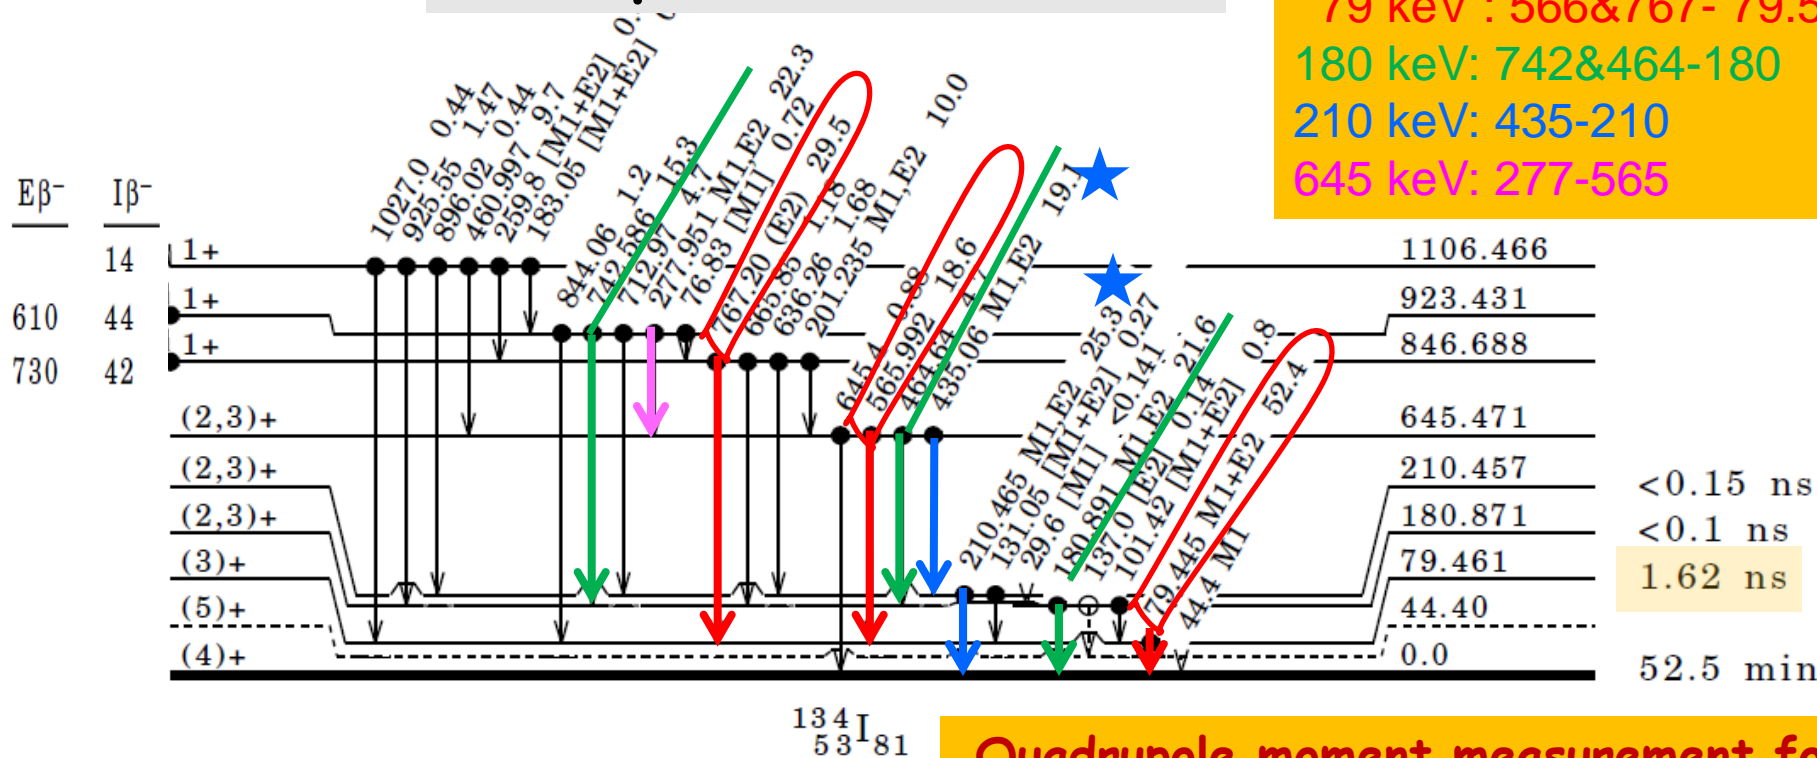 79 keV : 566&767- 79.5
180 keV: 742&464-180
210 keV: 435-210
645 keV: 277-565
Eβ⁻ Iβ⁻
14
610 44
730 42
1+
1+
1+
(2,3)+
(2,3)+
(2,3)+
(3)+
(5)+
(4)+
1027.0 0.44
925.55 1.47
896.02 0.44
460.997 9.7
259.8 [M1+E2]
183.05 [M1+E2]
844.06 1.2
742.586 15.3
712.97 4.7
277.951 M1,E2 22.3
76.83 [M1] 0.72
767.20 (E2) 29.5
665.85 1.18
636.26 1.68
201.235 M1,E2 10.0
645.4 0.88
565.992 18.6
464.64 4.7
435.06 M1,E2 19.1
210.465 M1,E2 25.3
131.05 [M1+E2] 0.27
29.6 [M1] <0.141
180.891 M1,E2 21.6
137.0 [E2] 0.14
101.42 [M1+E2] 0.8
79.445 M1+E2 52.4
44.4 M1
1106.466
923.431
846.688
645.471
210.457 <0.15 ns
180.871 <0.1 ns
79.461 1.62 ns
44.40
0.0 52.5 min
¹³⁴₅₃I₈₁
Quadrupole moment measurement